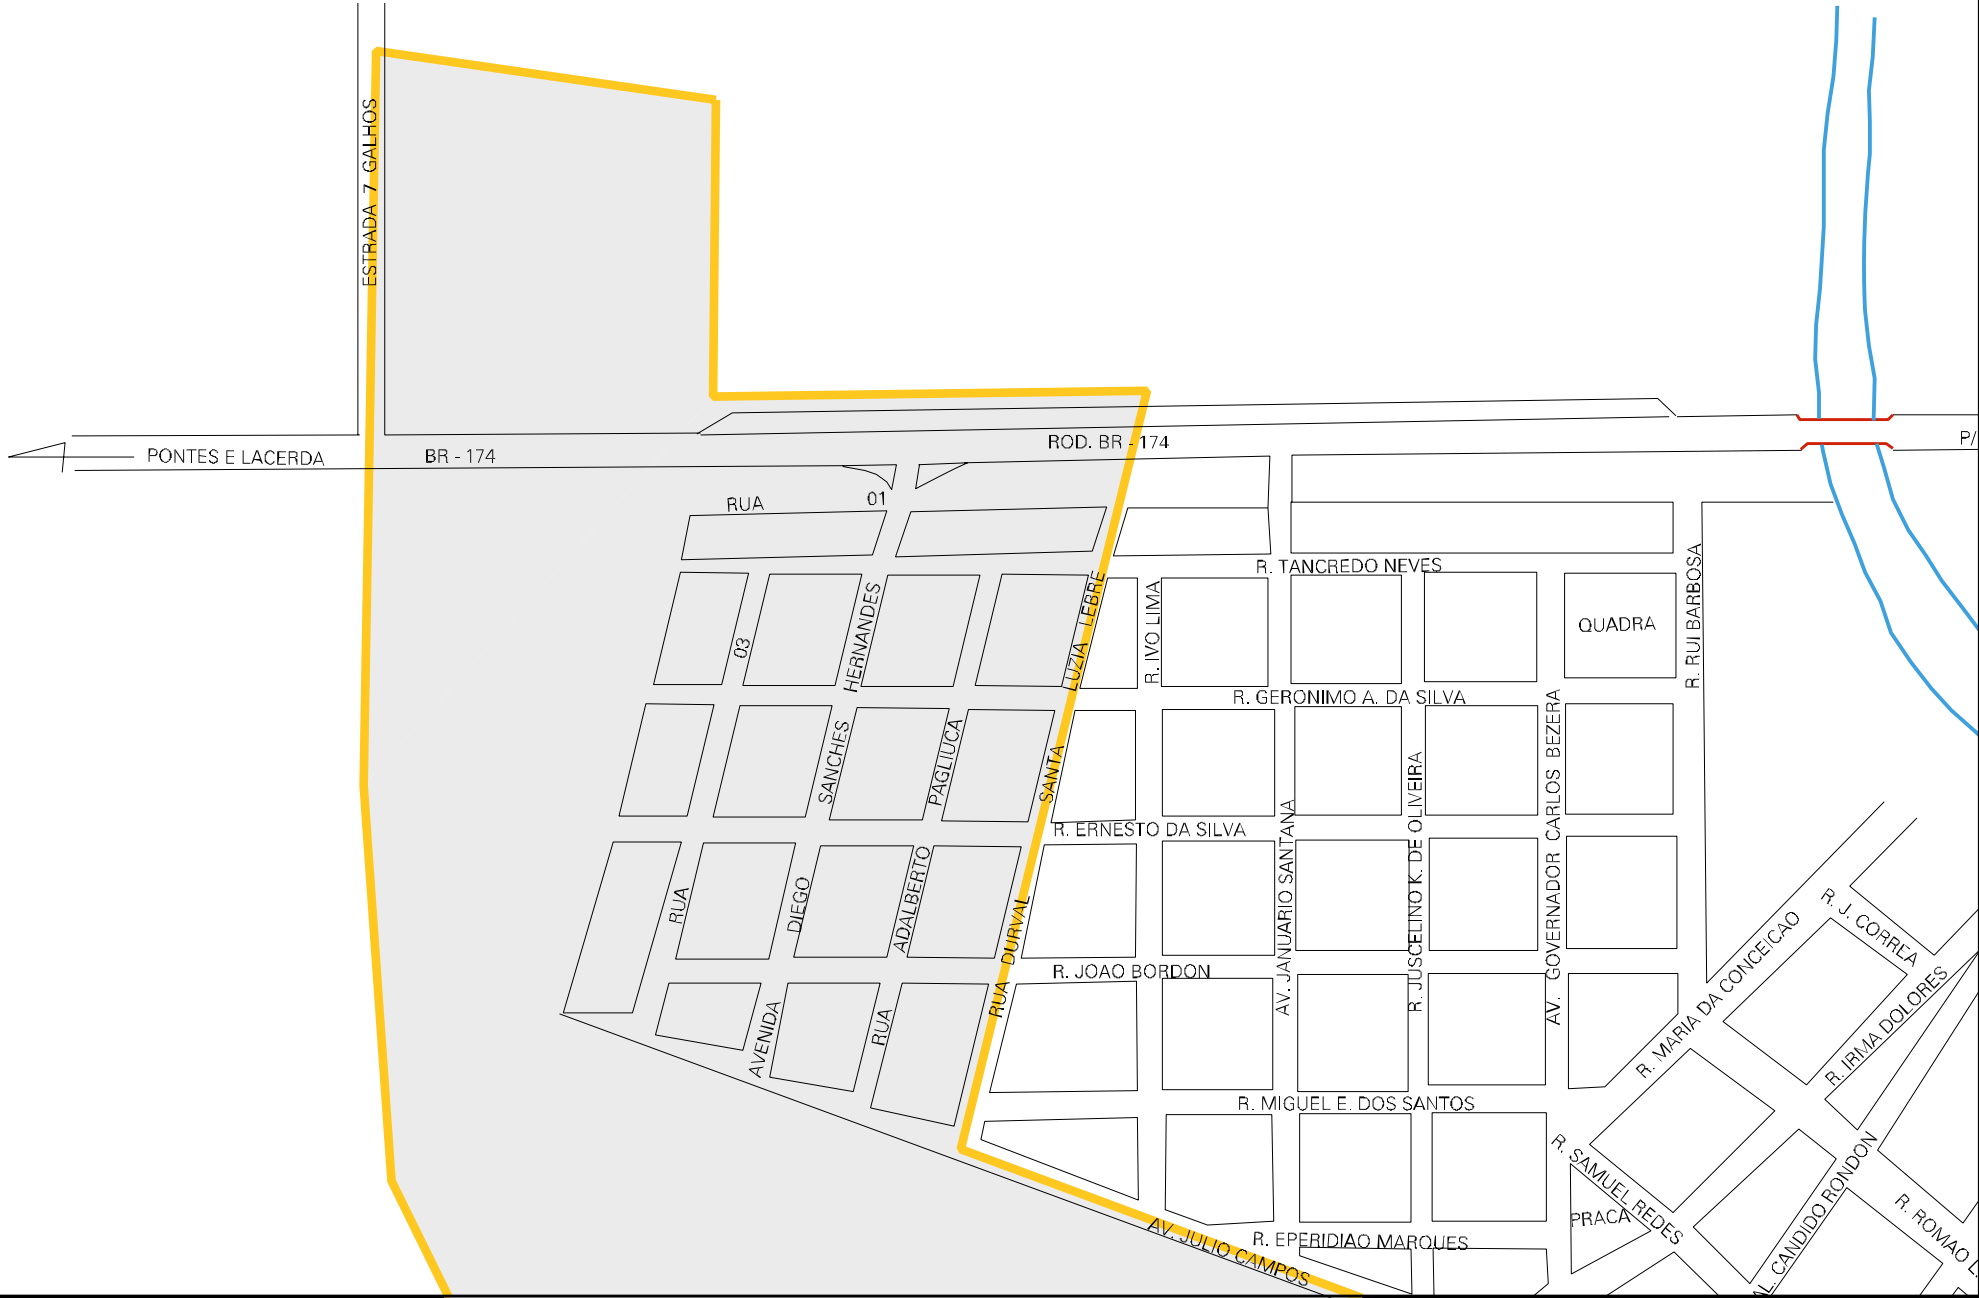 ESTRADA 7 GALHOS
PONTES E LACERDA
BR - 174
ROD. BR - 174
P/
RUA 01
R. TANCREDO NEVES
QUADRA
R. RUI BARBOSA
R. IVO LIMA
RUA 03
AVENIDA DIEGO SANCHES HERNANDES
RUA ADALBERTO PAGLIUCA
RUA DURVAL SANTA LUZIA LEBRE
R. GERONIMO A. DA SILVA
R. ERNESTO DA SILVA
AV. JANUARIO SANTANA
R. JUSCELINO K. DE OLIVEIRA
AV. GOVERNADOR CARLOS BEZERA
R. JOAO BORDON
R. J. CORREA
R. MARIA DA CONCEICAO
R. IRMA DOLORES
R. MIGUEL E. DOS SANTOS
R. SAMUEL REDES
PRACA
AL. CANDIDO RONDON
R. ROMAO L.
R. EPERIDIAO MARQUES
AV. JULIO CAMPOS